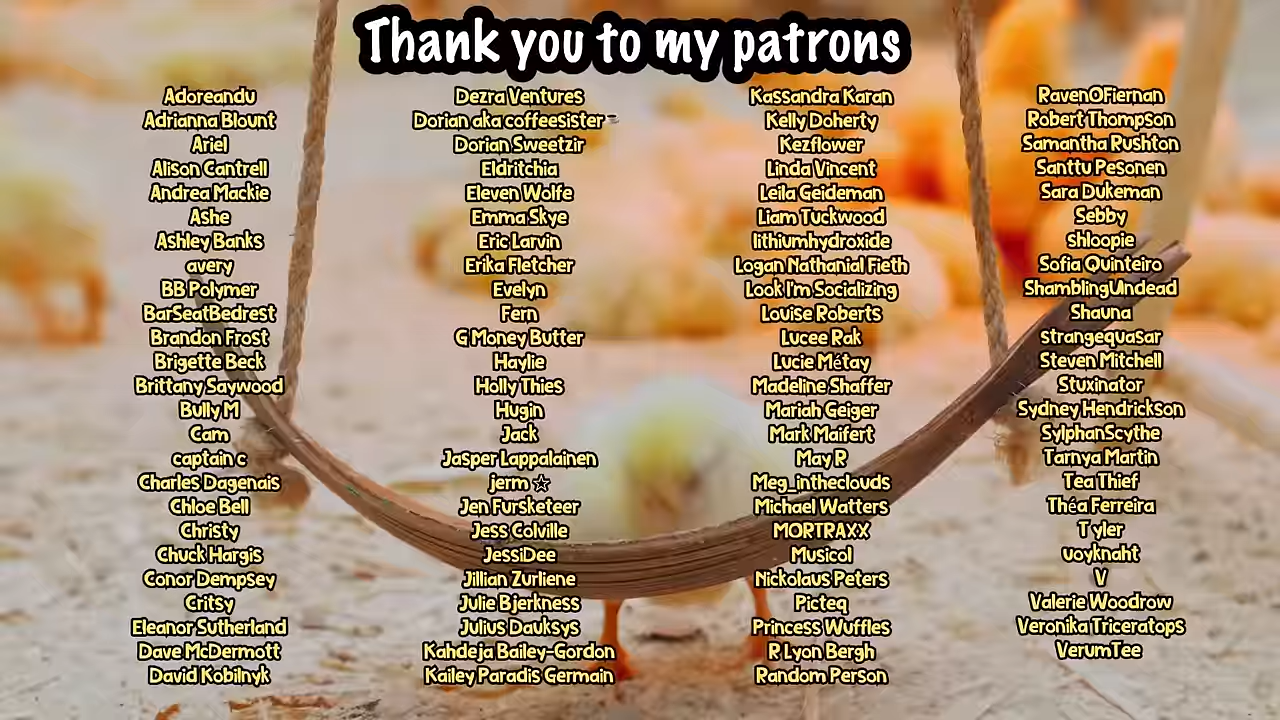 Thank you to my patrons
Adoreandu
Adrianna Blount
Ariel
Alison Cantrell
Andrea Mackie
Ashe
Ashley Banks
avery
BB Polymer
BarSeatBedrest
Brandon Frost
Brigette Beck
Brittany Saywood
Bully M
Cam
captain c
Charles Dagenais
Chloe Bell
Christy
Chuck Hargis
Conor Dempsey
Critsy
Eleanor Sutherland
Dave McDermott
David Kobilnyk
Dezra Ventures
Dorian aka coffeesister
Dorian Sweetzir
Eldritchia
Eleven Wolfe
Emma Skye
Eric Larvin
Erika Fletcher
Evelyn
Fern
G Money Butter
Haylie
Holly Thies
Hugin
Jack
Jasper Lappalainen
jerm ☆
Jen Fursketeer
Jess Colville
JessiDee
Jillian Zurliene
Julie Bjerkness
Julius Dauksys
Kahdeja Bailey-Gordon
Kailey Paradis Germain
Kassandra Karan
Kelly Doherty
Kezflower
Linda Vincent
Leila Geideman
Liam Tuckwood
lithiumhydroxide
Logan Nathanial Fieth
Look I'm Socializing
Louise Roberts
Lucee Rak
Lucie Métay
Madeline Shaffer
Mariah Geiger
Mark Maifert
May R
Meg_intheclouds
Michael Watters
MORTRAXX
Musicol
Nickolaus Peters
Picteq
Princess Wuffles
R Lyon Bergh
Random Person
RavenOFiernan
Robert Thompson
Samantha Rushton
Santtu Pesonen
Sara Dukeman
Sebby
shloopie
Sofia Quinteiro
ShamblingUndead
Shauna
strangequasar
Steven Mitchell
Stuxinator
Sydney Hendrickson
SylphanScythe
Tarnya Martin
Tea Thief
Théa Ferreira
Tyler
uoyknaht
V
Valerie Woodrow
Veronika Triceratops
VerumTee